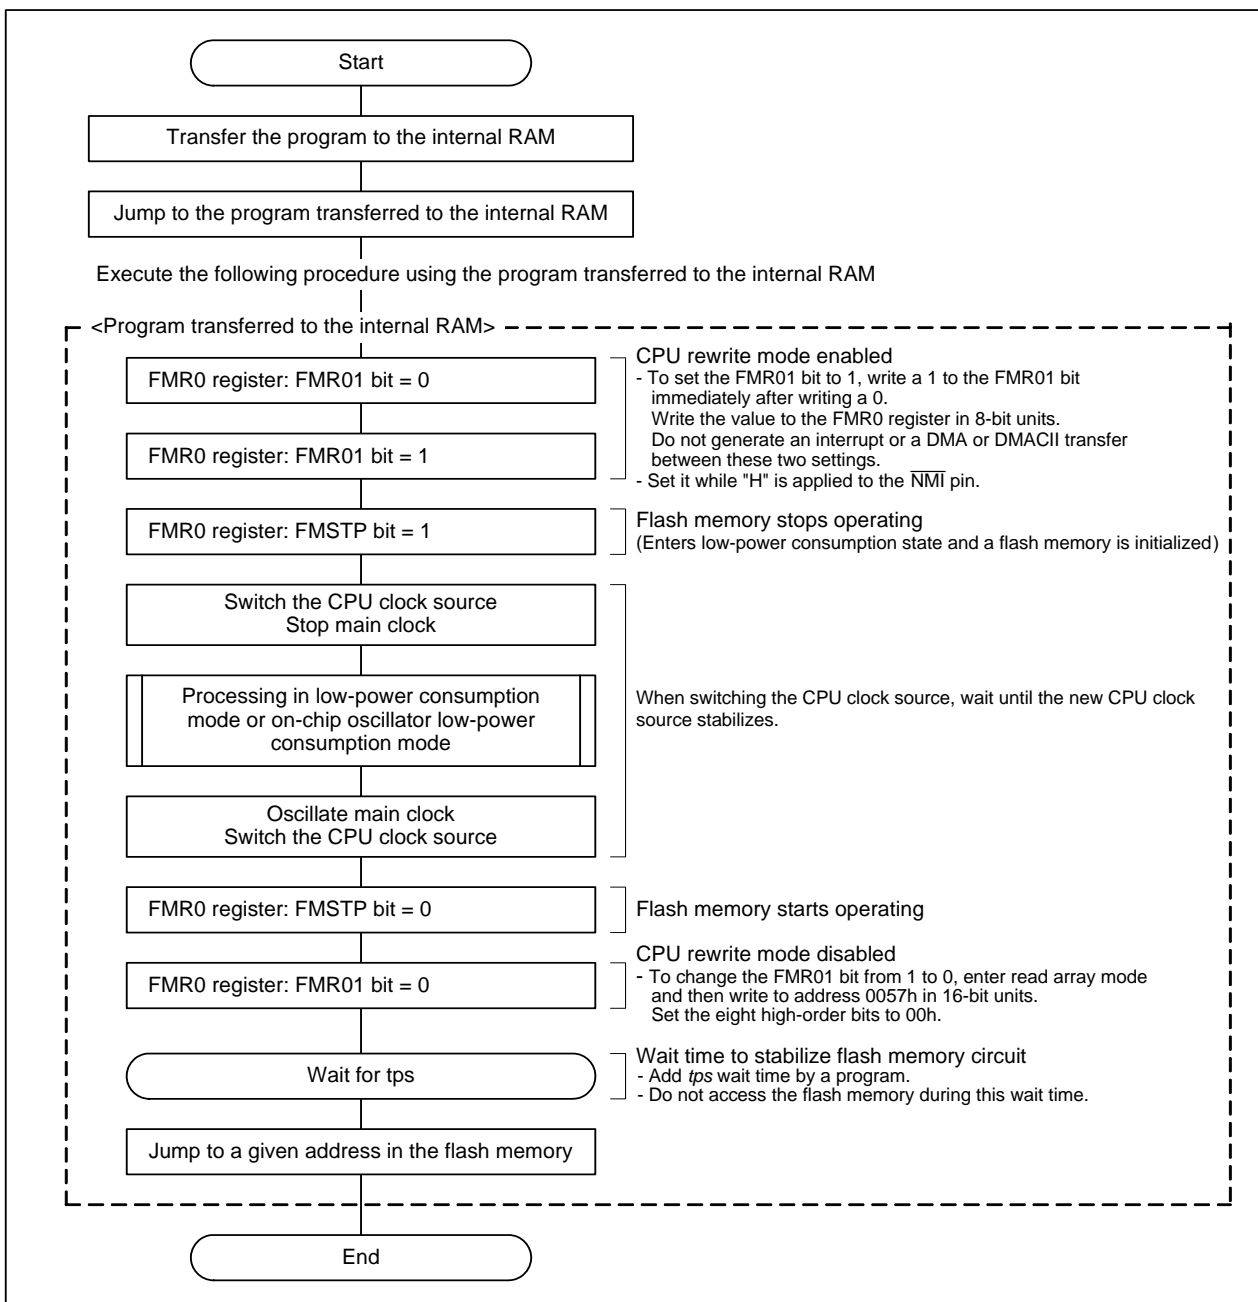 Start
Transfer the program to the internal RAM
Jump to the program transferred to the internal RAM
Execute the following procedure using the program transferred to the internal RAM
<Program transferred to the internal RAM>
FMR0 register: FMR01 bit = 0
FMR0 register: FMR01 bit = 1
CPU rewrite mode enabled
- To set the FMR01 bit to 1, write a 1 to the FMR01 bit
immediately after writing a 0.
Write the value to the FMR0 register in 8-bit units.
Do not generate an interrupt or a DMA or DMACII transfer
between these two settings.
- Set it while "H" is applied to the NMI pin.
FMR0 register: FMSTP bit = 1
Flash memory stops operating
(Enters low-power consumption state and a flash memory is initialized)
Switch the CPU clock source
Stop main clock
Processing in low-power consumption
mode or on-chip oscillator low-power
consumption mode
When switching the CPU clock source, wait until the new CPU clock
source stabilizes.
Oscillate main clock
Switch the CPU clock source
FMR0 register: FMSTP bit = 0
Flash memory starts operating
FMR0 register: FMR01 bit = 0
CPU rewrite mode disabled
- To change the FMR01 bit from 1 to 0, enter read array mode
and then write to address 0057h in 16-bit units.
Set the eight high-order bits to 00h.
Wait for tps
Wait time to stabilize flash memory circuit
- Add tps wait time by a program.
- Do not access the flash memory during this wait time.
Jump to a given address in the flash memory
End